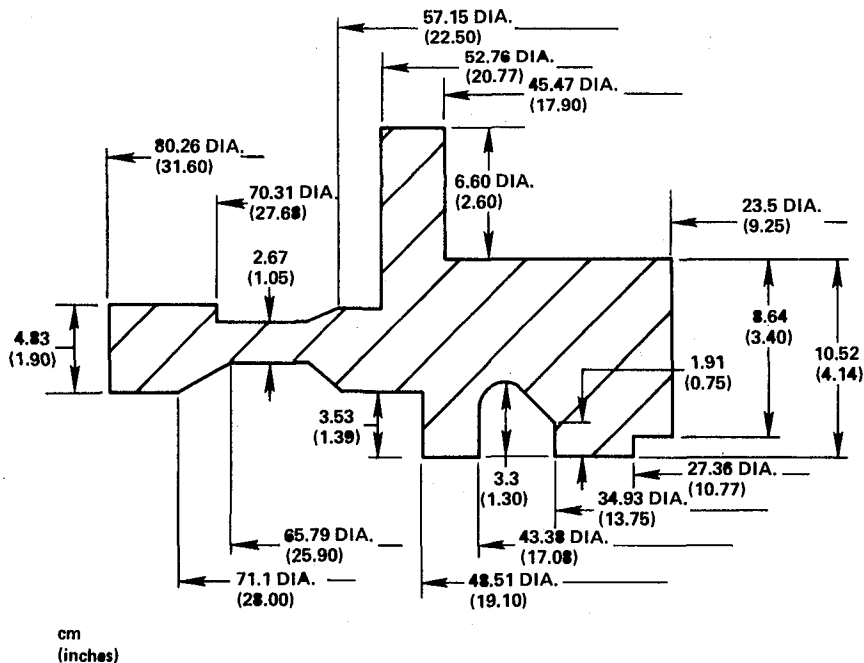 57.15 DIA.
(22.50)
52.76 DIA.
(20.77)
45.47 DIA.
(17.90)
80.26 DIA.
(31.60)
70.31 DIA.
(27.68)
6.60 DIA.
(2.60)
23.5 DIA.
(9.25)
2.67
(1.05)
4.83
(1.90)
8.64
(3.40)
10.52
(4.14)
1.91
(0.75)
3.53
(1.39)
3.3
(1.30)
27.36 DIA.
(10.77)
34.93 DIA.
(13.75)
65.79 DIA.
(25.90)
43.38 DIA.
(17.08)
71.1 DIA.
(28.00)
48.51 DIA.
(19.10)
cm
(inches)